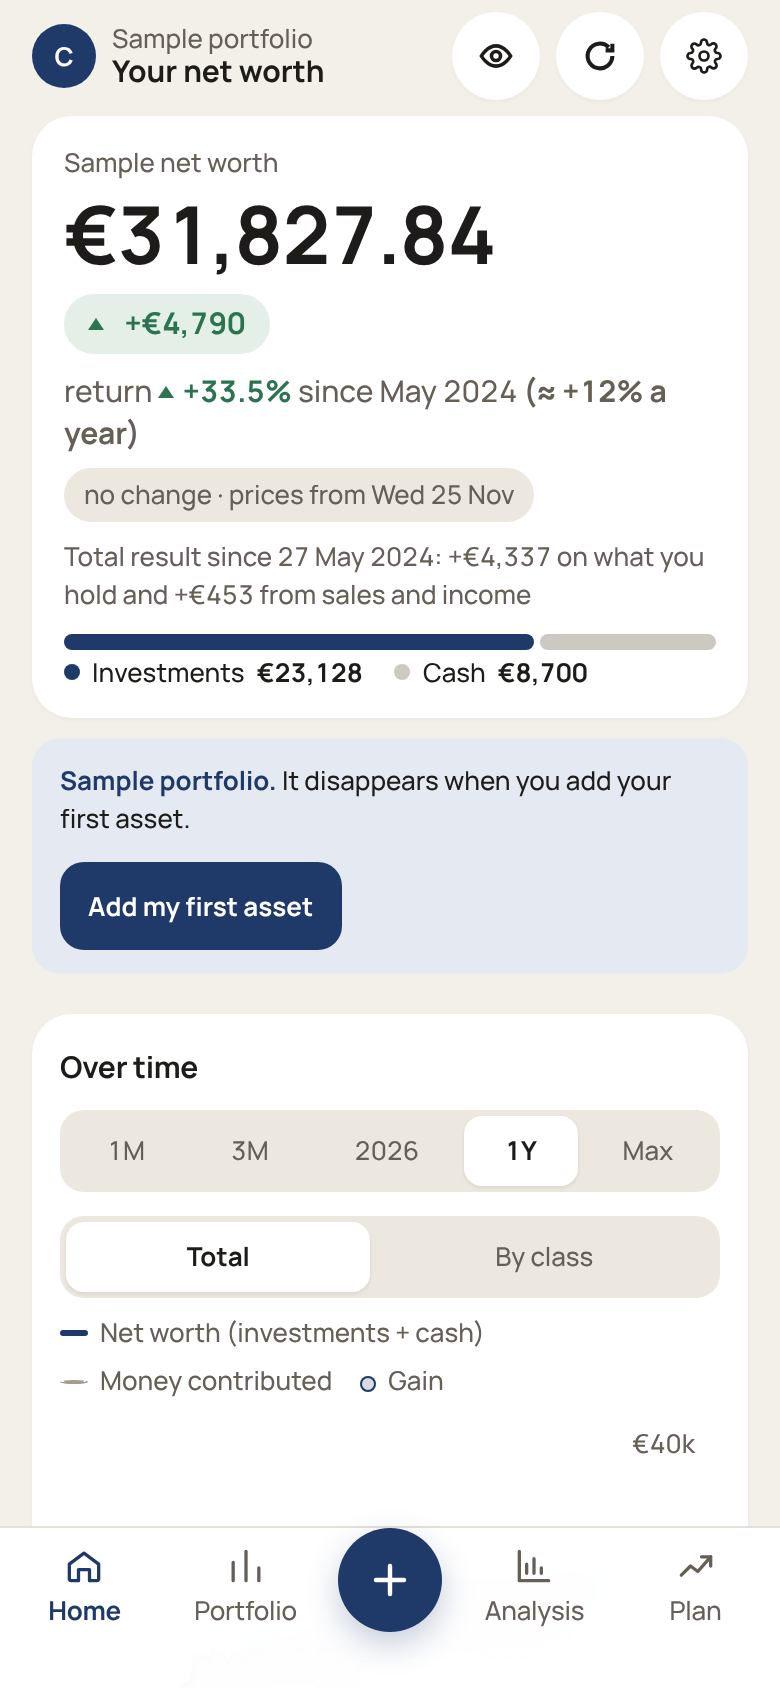 C
Sample portfolio
Your net worth
Sample net worth
€31,827.84
+€4,790
return ▲ +33.5% since May 2024 (≈ +12% a
year)
no change · prices from Wed 25 Nov
Total result since 27 May 2024: +€4,337 on what you
hold and +€453 from sales and income
Investments €23,128 Cash €8,700
Sample portfolio. It disappears when you add your
first asset.
Add my first asset
Over time
1M 3M 2026 1Y Max
Total By class
Net worth (investments + cash)
Money contributed Gain
€40k
Home Portfolio Analysis Plan